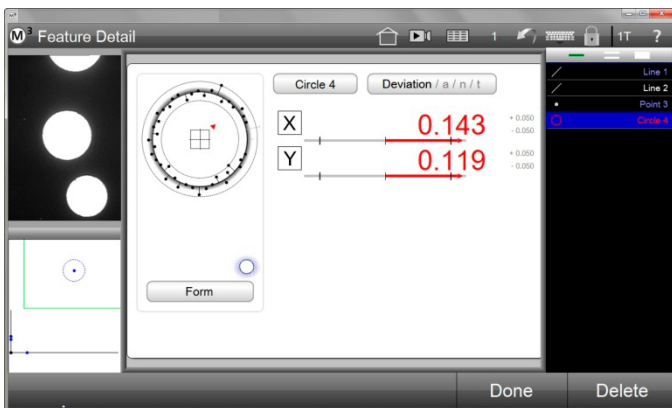 M³ Feature Detail
1
1T
?
Circle 4
Deviation / a / n / t
X
0.143
+ 0.050
- 0.050
Y
0.119
+ 0.050
- 0.050
Form
Line 1
Line 2
Point 3
Circle 4
Done
Delete